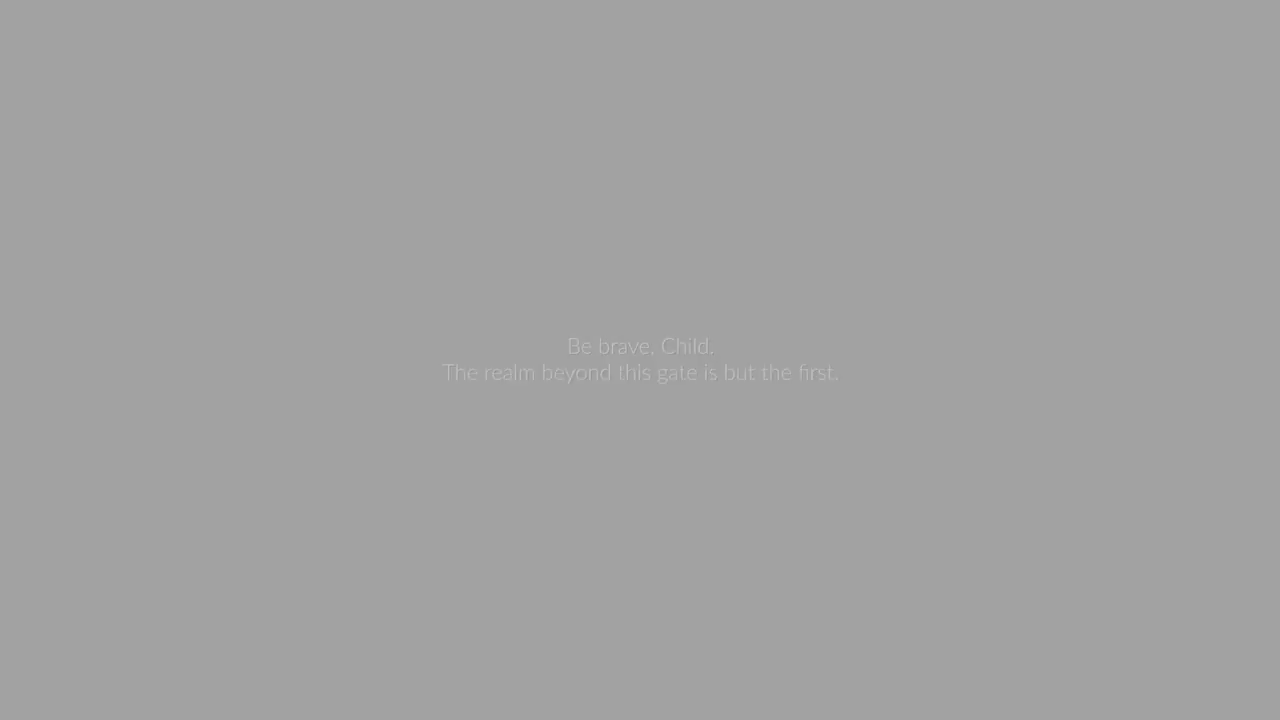 Be brave, Child.
The realm beyond this gate is but the first.